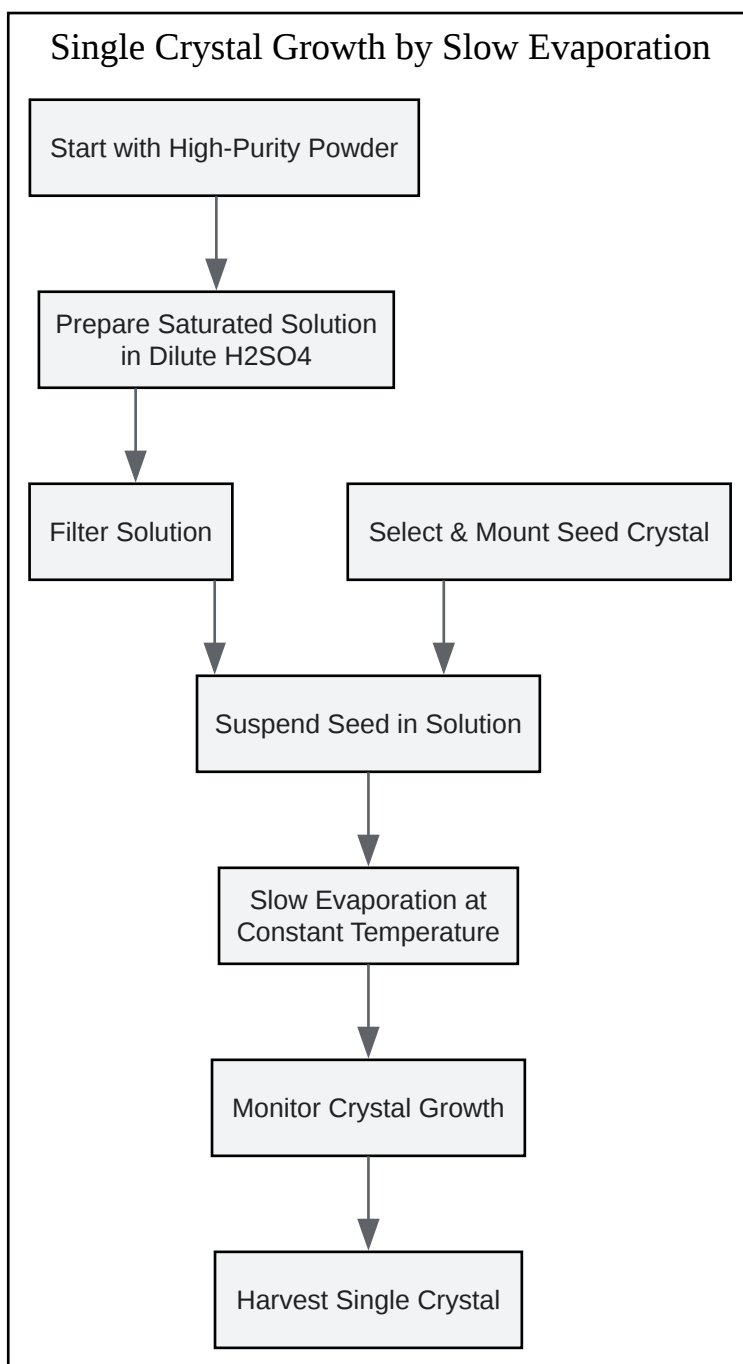 Single Crystal Growth by Slow Evaporation
Start with High-Purity Powder
Prepare Saturated Solution
in Dilute H2SO4
Filter Solution
Select & Mount Seed Crystal
Suspend Seed in Solution
Slow Evaporation at
Constant Temperature
Monitor Crystal Growth
Harvest Single Crystal